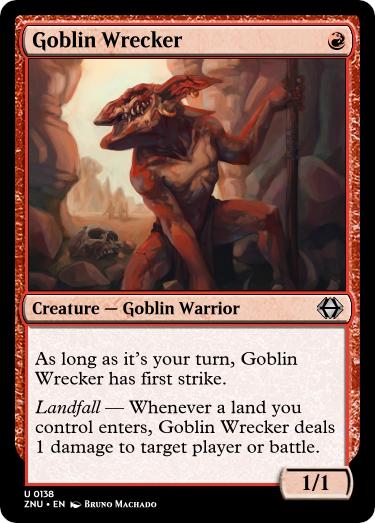 Goblin Wrecker
Creature — Goblin Warrior
As long as it's your turn, Goblin
Wrecker has first strike.
Landfall — Whenever a land you
control enters, Goblin Wrecker deals
1 damage to target player or battle.
1/1
U 0138
ZNU • EN Bruno Machado